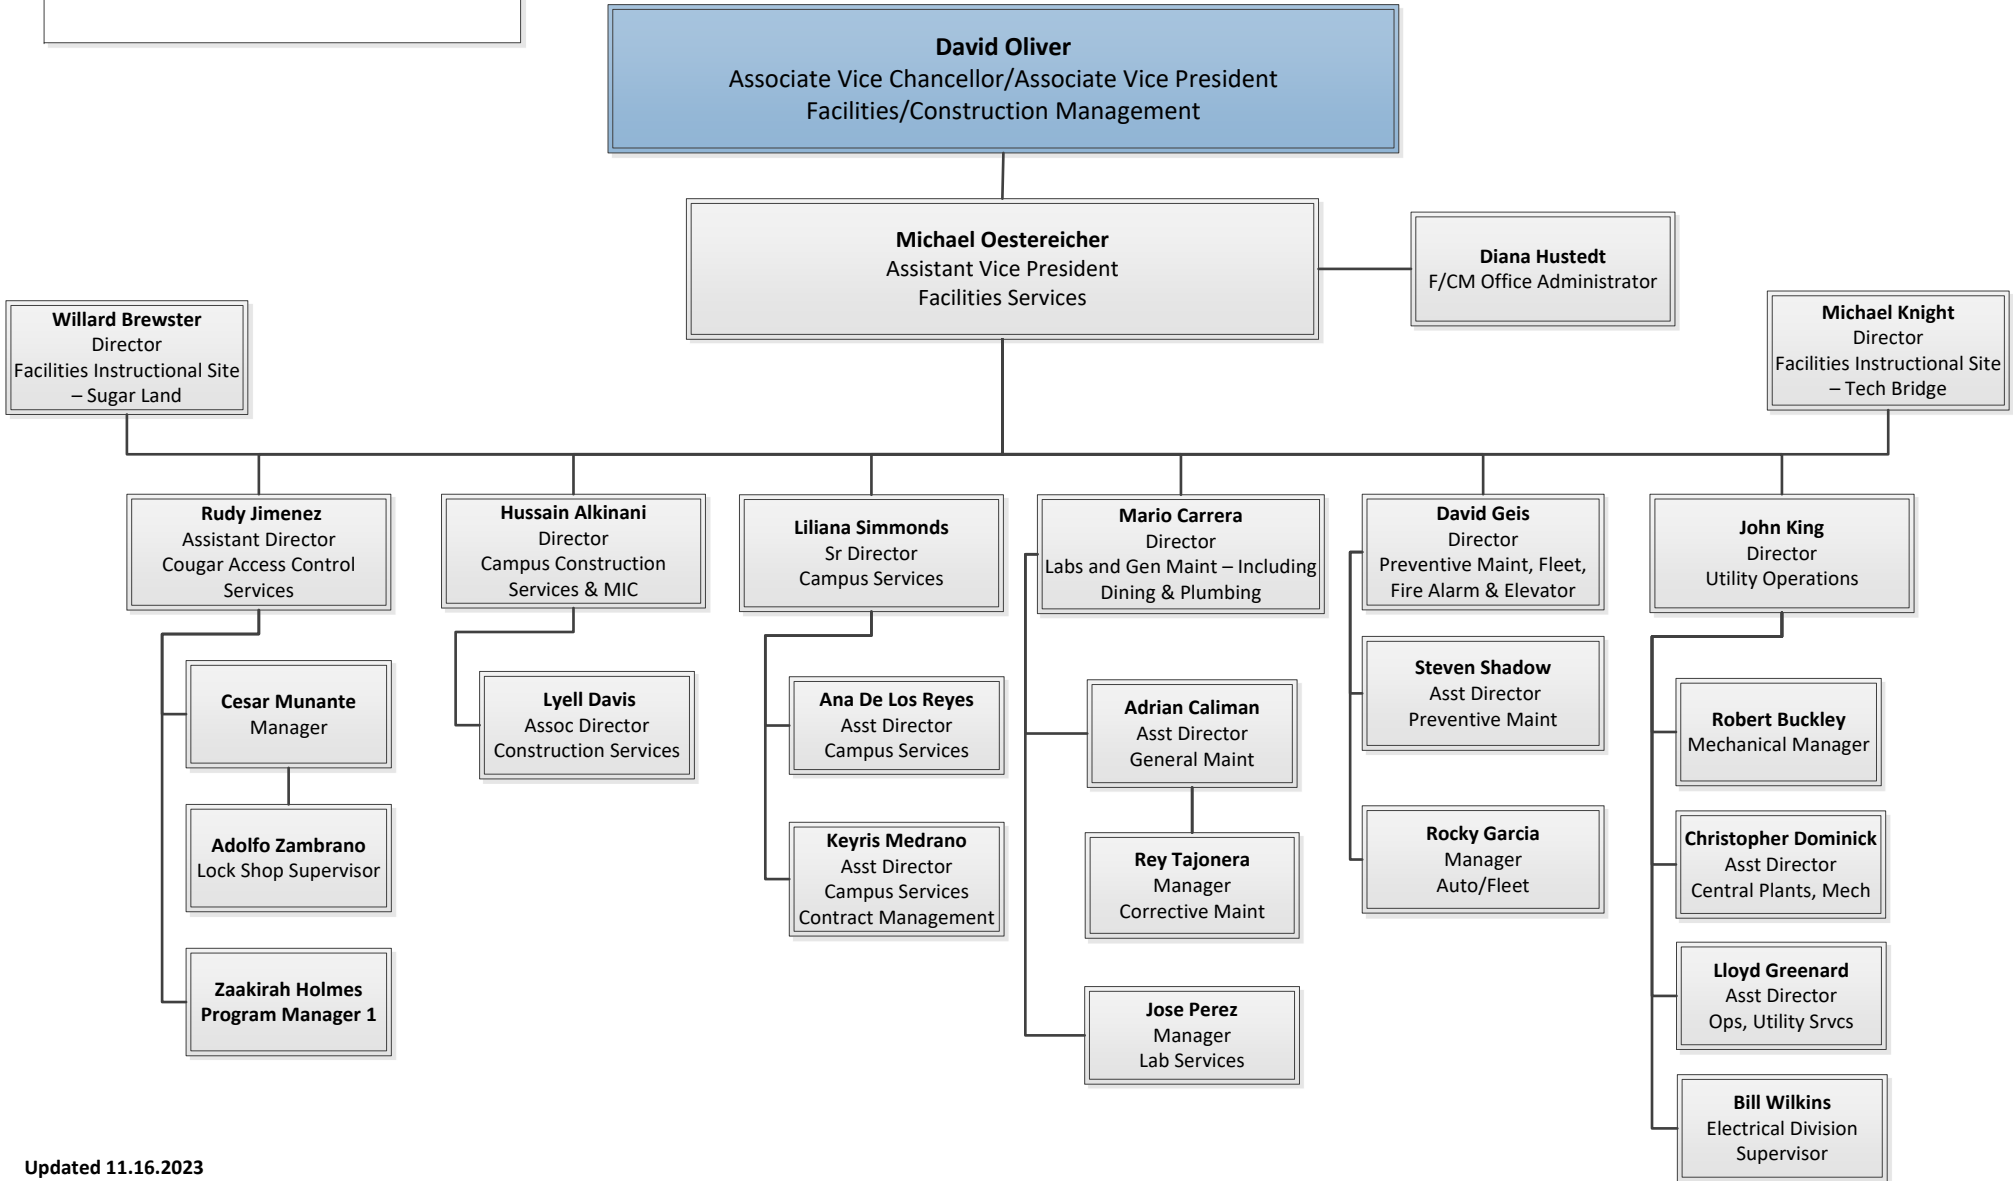 David Oliver
Associate Vice Chancellor/Associate Vice President
Facilities/Construction Management
Michael Oestereicher
Assistant Vice President
Facilities Services
Diana Hustedt
F/CM Office Administrator
Willard Brewster
Director
Facilities Instructional Site
– Sugar Land
Michael Knight
Director
Facilities Instructional Site
– Tech Bridge
Rudy Jimenez
Assistant Director
Cougar Access Control
Services
Hussain Alkinani
Director
Campus Construction
Services & MIC
Liliana Simmonds
Sr Director
Campus Services
Mario Carrera
Director
Labs and Gen Maint – Including
Dining & Plumbing
David Geis
Director
Preventive Maint, Fleet,
Fire Alarm & Elevator
John King
Director
Utility Operations
Cesar Munante
Manager
Adolfo Zambrano
Lock Shop Supervisor
Zaakirah Holmes
Program Manager 1
Lyell Davis
Assoc Director
Construction Services
Ana De Los Reyes
Asst Director
Campus Services
Keyris Medrano
Asst Director
Campus Services
Contract Management
Adrian Caliman
Asst Director
General Maint
Rey Tajonera
Manager
Corrective Maint
Jose Perez
Manager
Lab Services
Steven Shadow
Asst Director
Preventive Maint
Rocky Garcia
Manager
Auto/Fleet
Robert Buckley
Mechanical Manager
Christopher Dominick
Asst Director
Central Plants, Mech
Lloyd Greenard
Asst Director
Ops, Utility Srvcs
Bill Wilkins
Electrical Division
Supervisor
Updated 11.16.2023